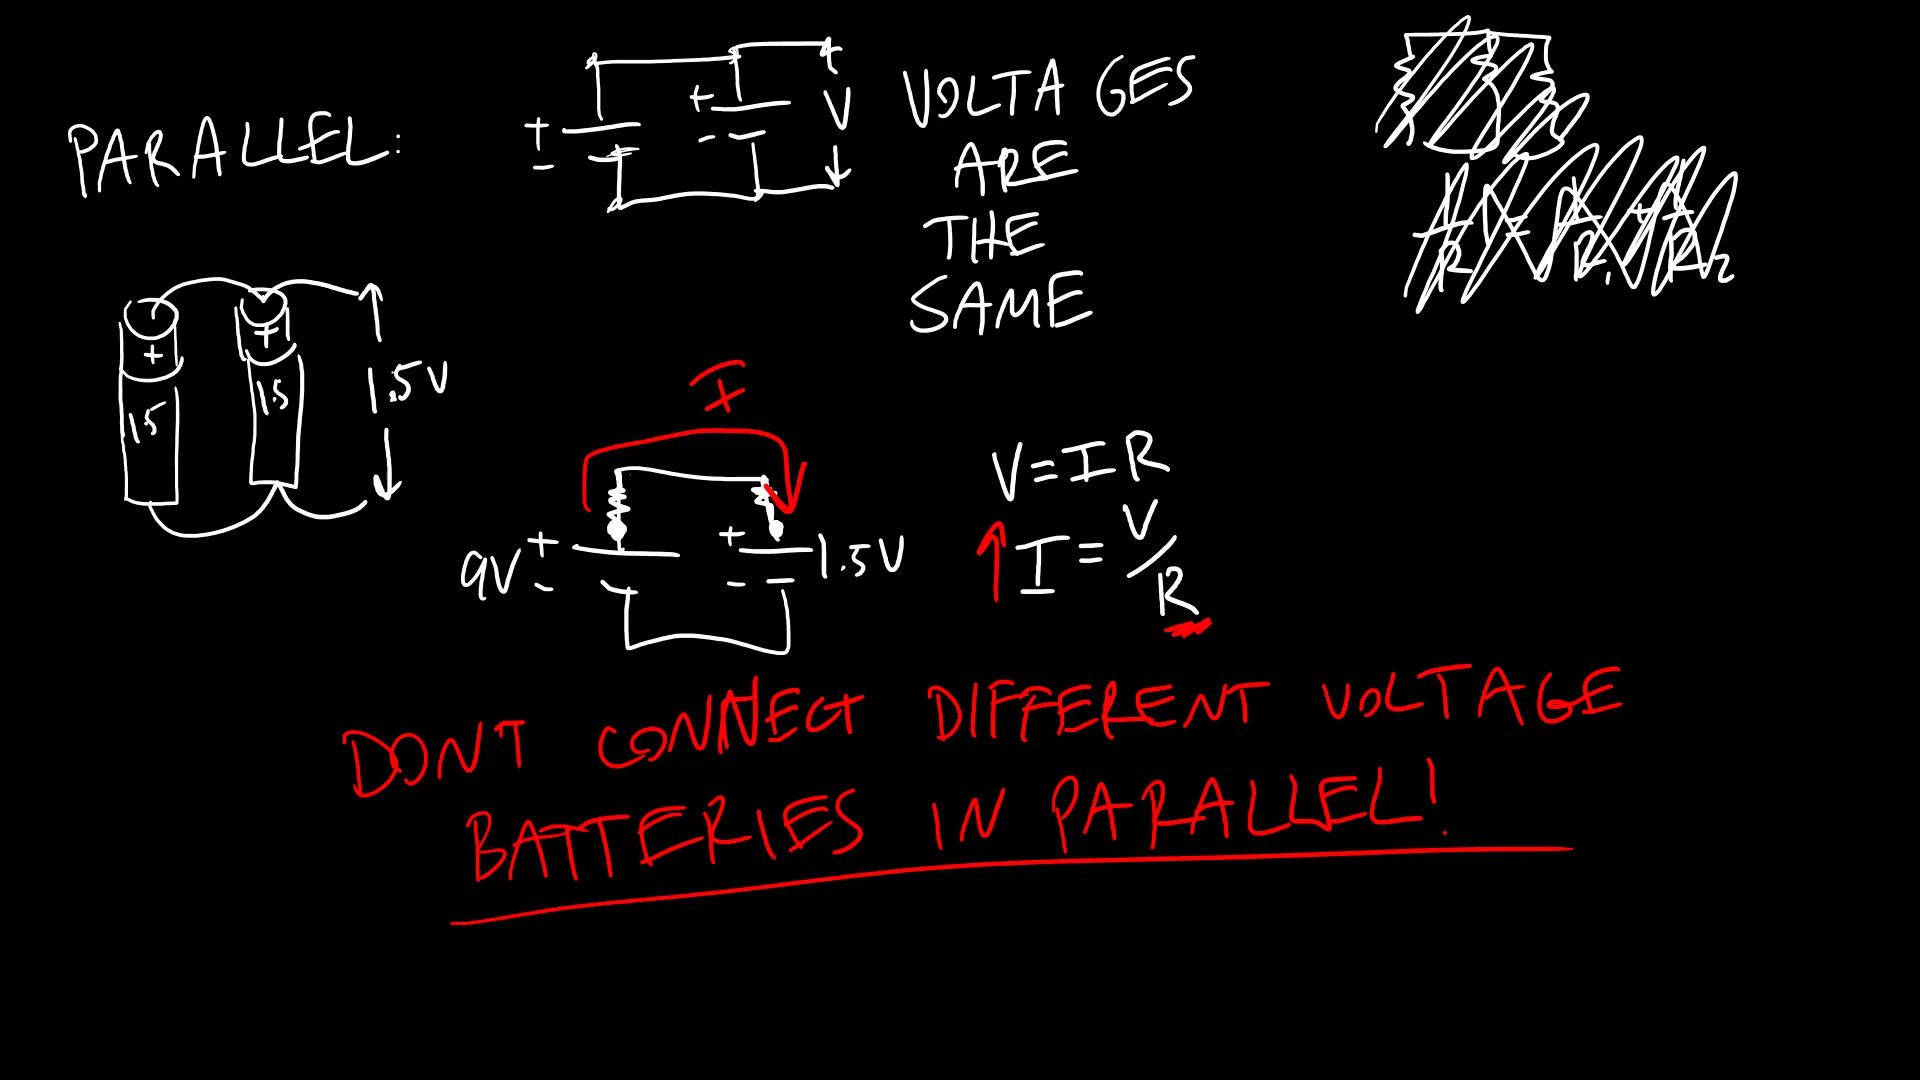 PARALLEL:
+
-
+
-
V
VOLTAGES
ARE
THE
SAME
+
+
1.5
1.5
1.5V
I
9V
+
-
+
-
1.5V
V=IR
I=V/R
DONT CONNECT DIFFERENT VOLTAGE
BATTERIES IN PARALLEL!